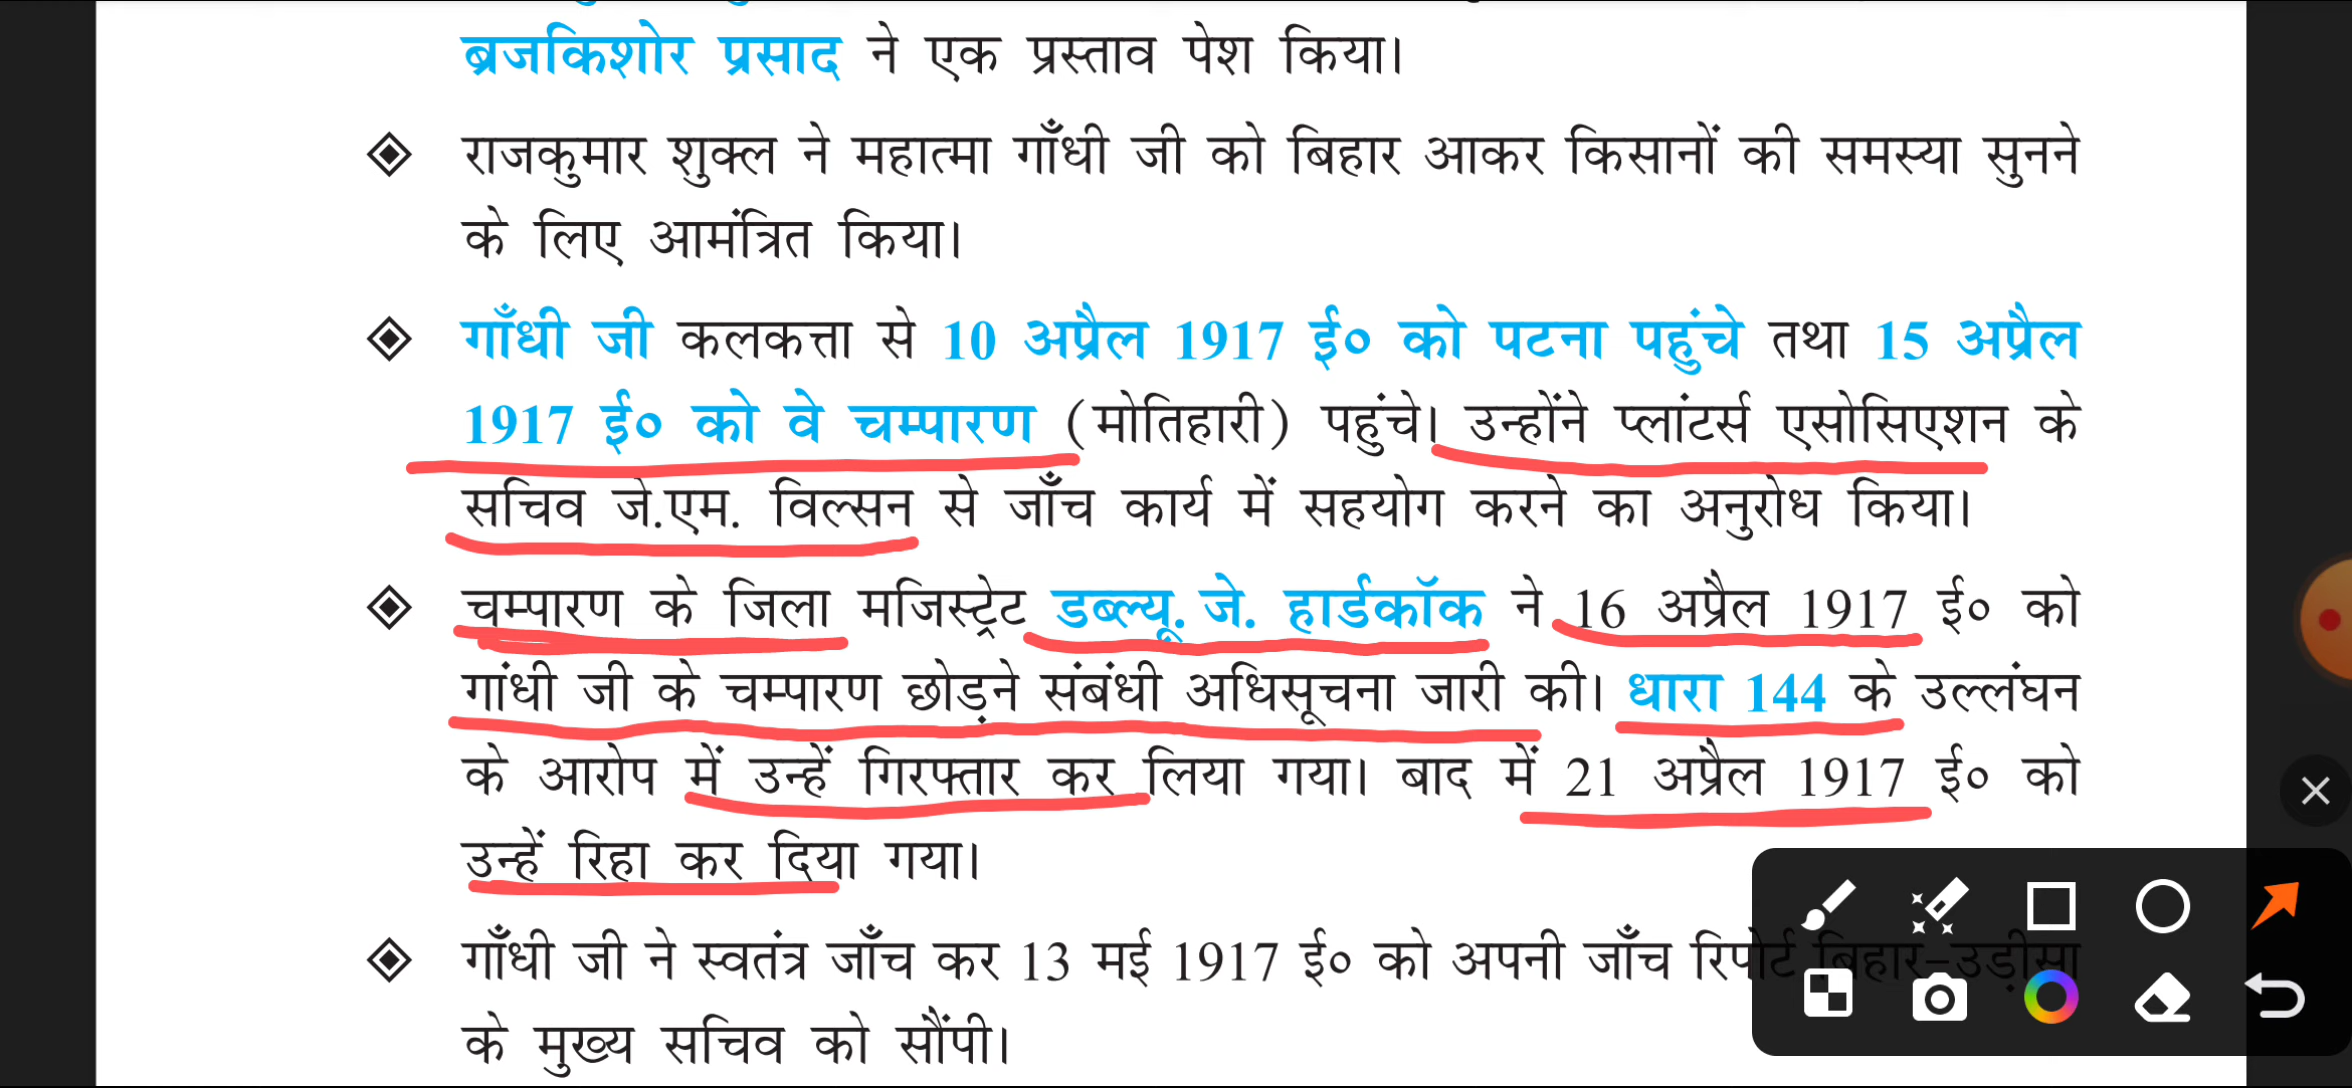 ब्रजकिशोर प्रसाद ने एक प्रस्ताव पेश किया।
राजकुमार शुक्ल ने महात्मा गाँधी जी को बिहार आकर किसानों की समस्या सुनने
के लिए आमंत्रित किया।
गाँधी जी कलकत्ता से 10 अप्रैल 1917 ई० को पटना पहुंचे तथा 15 अप्रैल
1917 ई० को वे चम्पारण (मोतिहारी) पहुंचे। उन्होंने प्लांटर्स एसोसिएशन के
सचिव जे.एम. विल्सन से जाँच कार्य में सहयोग करने का अनुरोध किया।
चम्पारण के जिला मजिस्ट्रेट डब्ल्यू. जे. हार्डकॉक ने 16 अप्रैल 1917 ई० को
गांधी जी के चम्पारण छोड़ने संबंधी अधिसूचना जारी की। धारा 144 के उल्लंघन
के आरोप में उन्हें गिरफ्तार कर लिया गया। बाद में 21 अप्रैल 1917 ई० को
उन्हें रिहा कर दिया गया।
गाँधी जी ने स्वतंत्र जाँच कर 13 मई 1917 ई० को अपनी जाँच रिपोर्ट बिहार-उड़ीसा
के मुख्य सचिव को सौंपी।